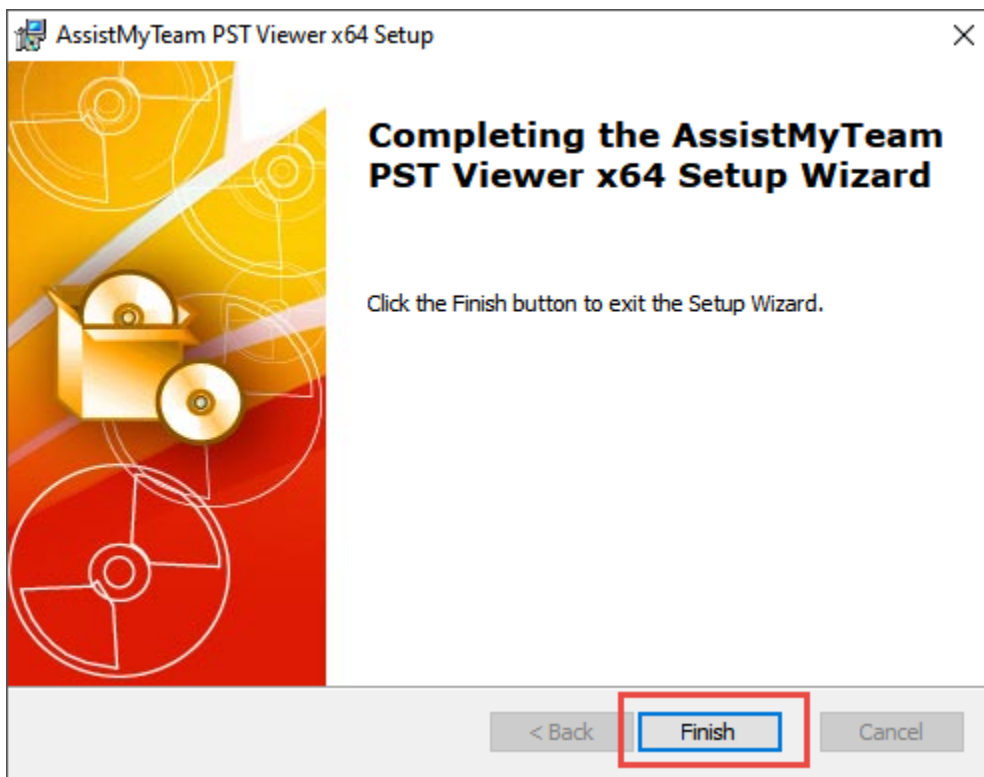 AssistMyTeam PST Viewer x64 Setup
Completing the AssistMyTeam
PST Viewer x64 Setup Wizard
Click the Finish button to exit the Setup Wizard.
< Back Finish Cancel